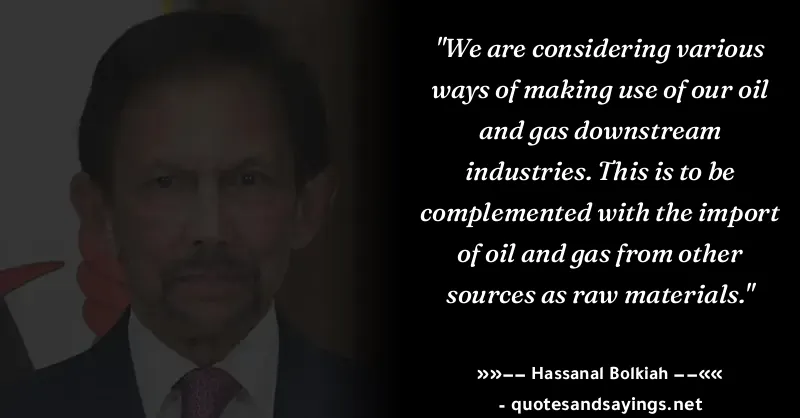 "We are considering various
ways of making use of our oil
and gas downstream
industries. This is to be
complemented with the import
of oil and gas from other
sources as raw materials."
»»–– Hassanal Bolkiah ––««
- quotesandsayings.net